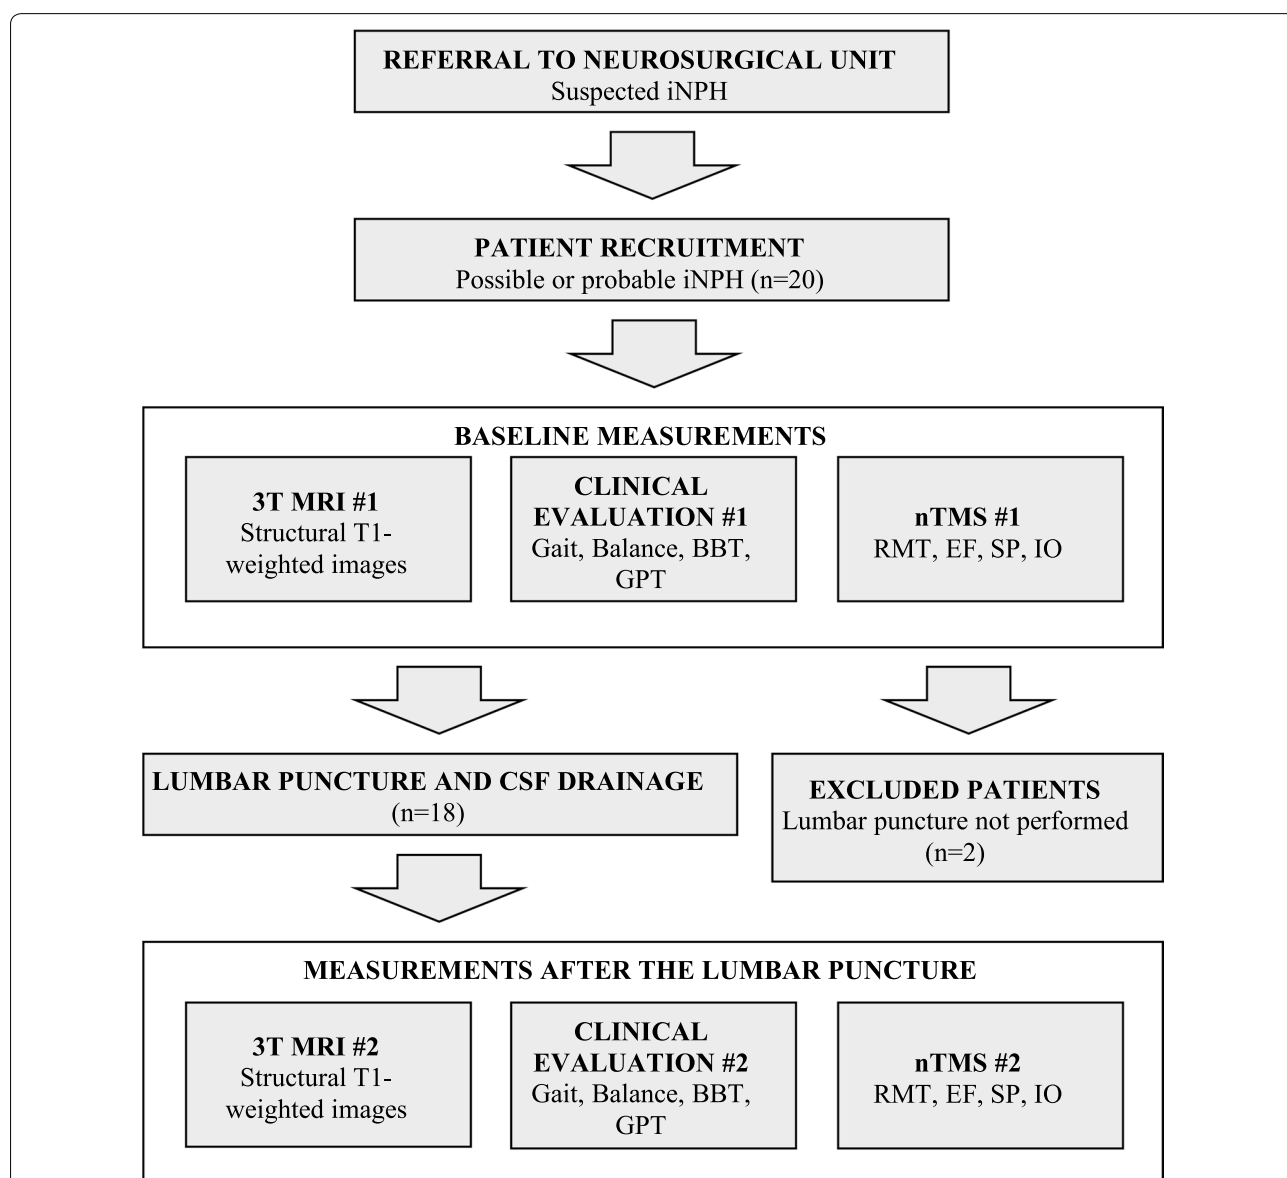 REFERRAL TO NEUROSURGICAL UNIT
Suspected iNPH
PATIENT RECRUITMENT
Possible or probable iNPH (n=20)
BASELINE MEASUREMENTS
3T MRI #1
Structural T1-
weighted images
CLINICAL
EVALUATION #1
Gait, Balance, BBT,
GPT
nTMS #1
RMT, EF, SP, IO
LUMBAR PUNCTURE AND CSF DRAINAGE
(n=18)
EXCLUDED PATIENTS
Lumbar puncture not performed
(n=2)
MEASUREMENTS AFTER THE LUMBAR PUNCTURE
3T MRI #2
Structural T1-
weighted images
CLINICAL
EVALUATION #2
Gait, Balance, BBT,
GPT
nTMS #2
RMT, EF, SP, IO